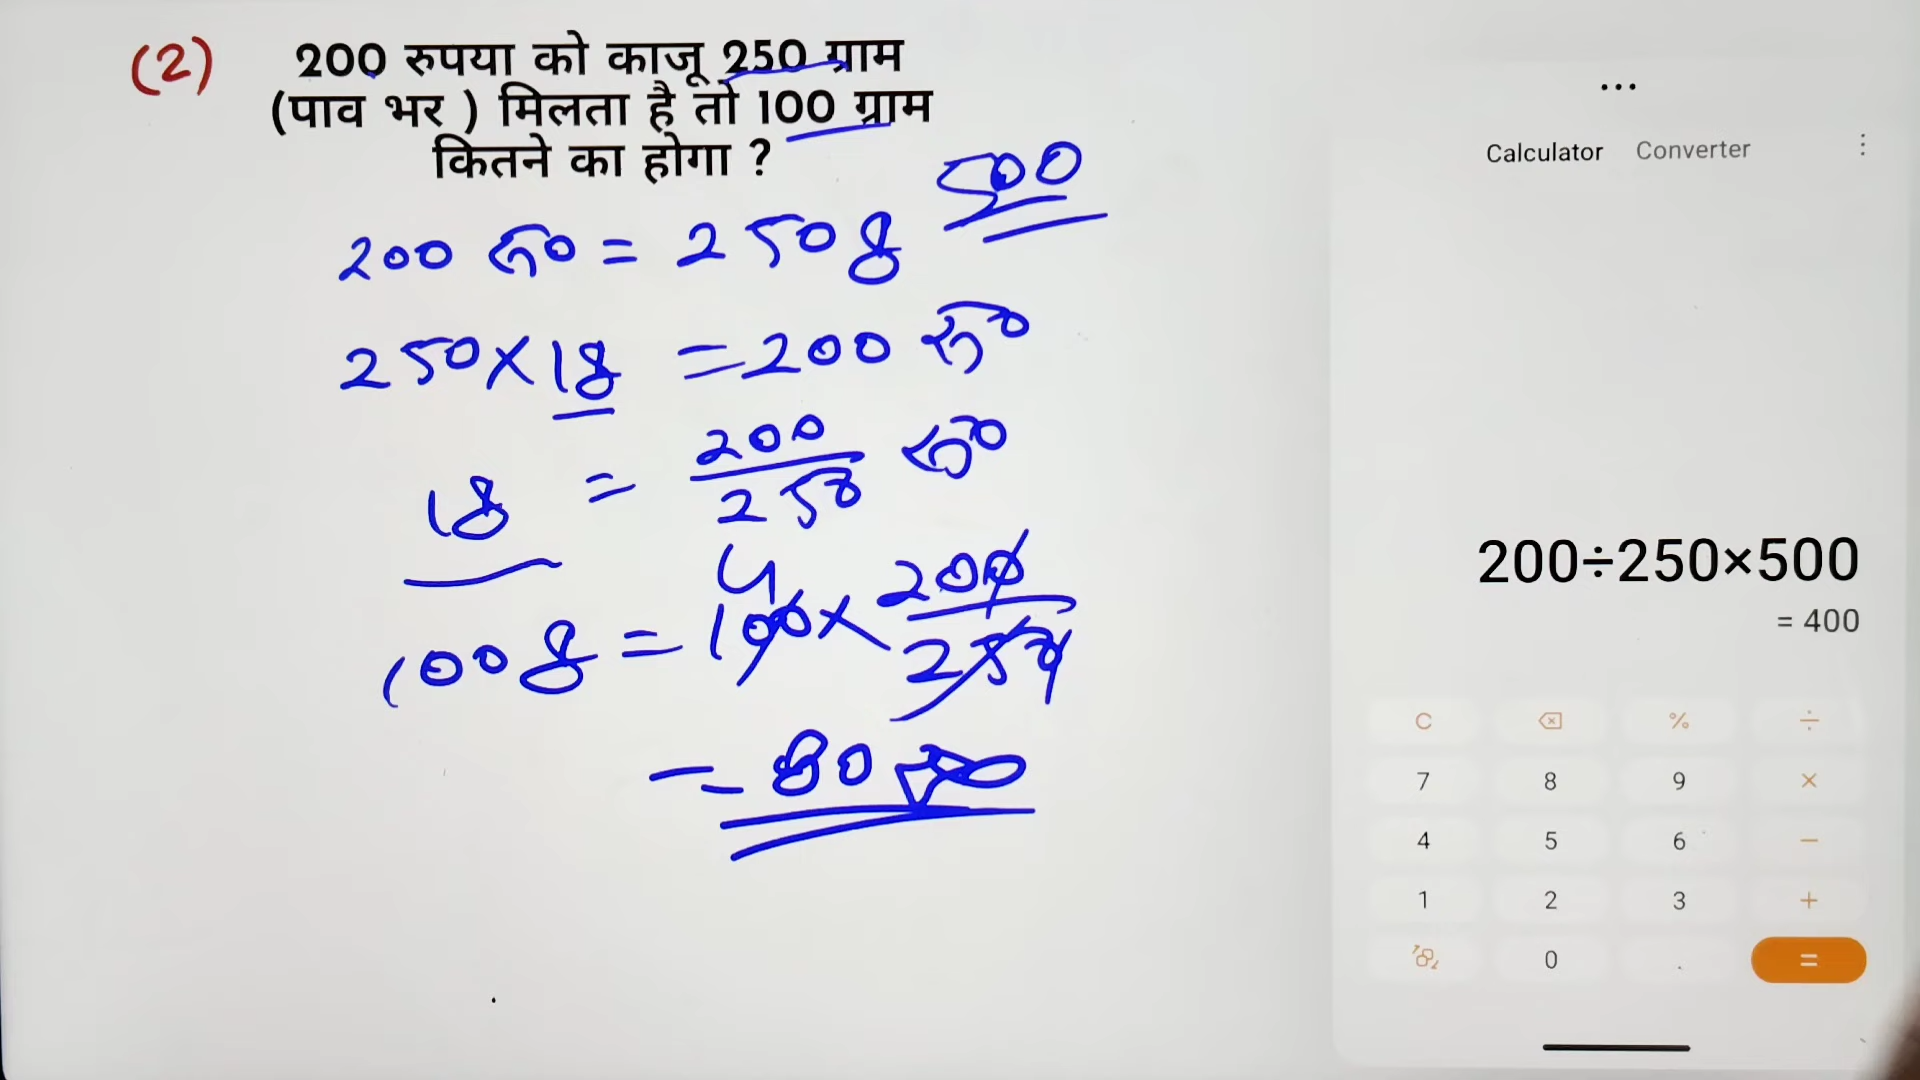 (2) 200 रुपया को काजू 250 ग्राम
(पाव भर ) मिलता है तो 100 ग्राम
कितने का होगा ?
500
200 रू० = 250g
250×1g = 200 रू०
1g = 200/250 रू०
4
100g = 100 × 200/250
= 80 रू०
...
Calculator Converter
200÷250×500
= 400
C % ÷
7 8 9 ×
4 5 6 −
1 2 3 +
0 . =